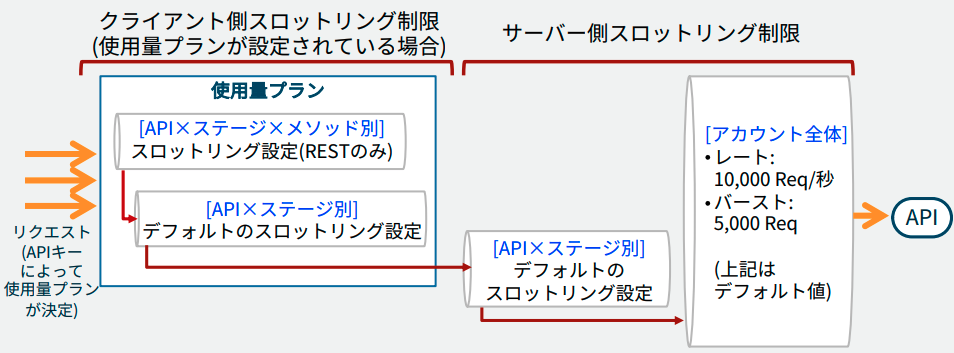 クライアント側スロットリング制限
(使用量プランが設定されている場合)
サーバー側スロットリング制限
使用量プラン
[API×ステージ×メソッド別]
スロットリング設定(RESTのみ)
[API×ステージ別]
デフォルトのスロットリング設定
リクエスト
(APIキー
によって
使用量プラン
が決定)
[API×ステージ別]
デフォルトの
スロットリング設定
[アカウント全体]
• レート:
10,000 Req/秒
• バースト:
5,000 Req
(上記は
デフォルト値)
API